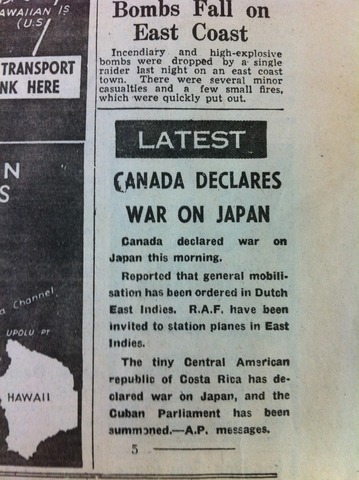 AWAIIAN IS
(U.S
TRANSPORT
NK HERE
N
S
a Channel
UPOLU PT
HAWAII
Bombs Fall on
East Coast
Incendiary and high-explosive
bombs were dropped by a single
raider last night on an east coast
town. There were several minor
casualties and a few small fires,
which were quickly put out.
LATEST
CANADA DECLARES
WAR ON JAPAN
Canada declared war on
Japan this morning.
Reported that general mobili-
sation has been ordered in Dutch
East Indies. R.A.F. have been
invited to station planes in East
Indies.
The tiny Central American
republic of Costa Rica has de-
clared war on Japan, and the
Cuban Parliament has been
summoned.—A.P. messages.
5